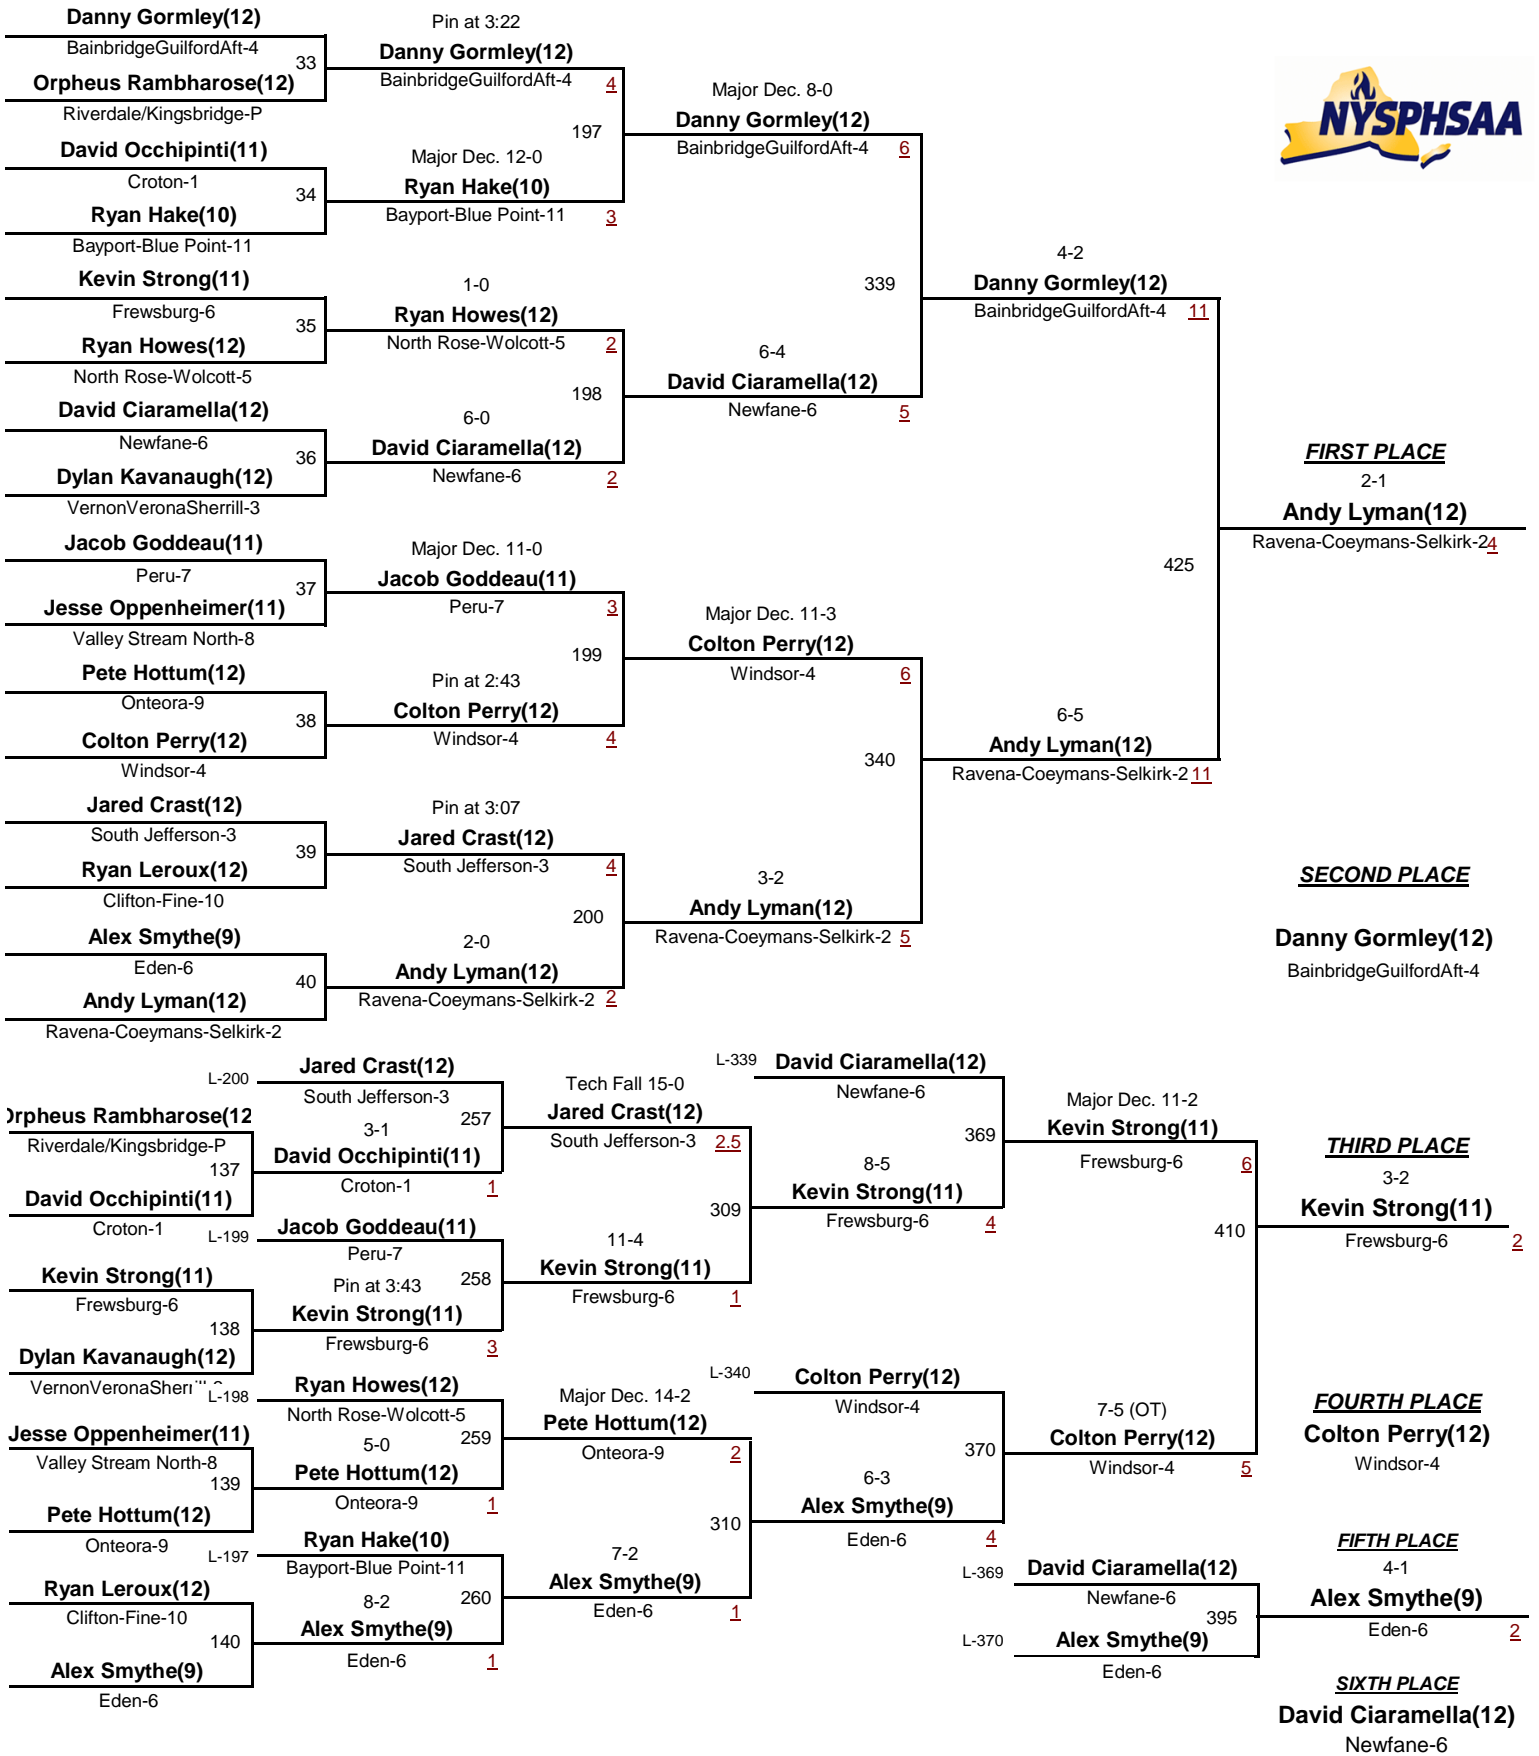 Danny Gormley(12)
BainbridgeGuilfordAft-4
33
Orpheus Rambharose(12)
Riverdale/Kingsbridge-P
David Occhipinti(11)
Croton-1
34
Ryan Hake(10)
Bayport-Blue Point-11
Kevin Strong(11)
Frewsburg-6
35
Ryan Howes(12)
North Rose-Wolcott-5
David Ciaramella(12)
Newfane-6
36
Dylan Kavanaugh(12)
VernonVeronaSherrill-3
Jacob Goddeau(11)
Peru-7
37
Jesse Oppenheimer(11)
Valley Stream North-8
Pete Hottum(12)
Onteora-9
38
Colton Perry(12)
Windsor-4
Jared Crast(12)
South Jefferson-3
39
Ryan Leroux(12)
Clifton-Fine-10
Alex Smythe(9)
Eden-6
40
Andy Lyman(12)
Ravena-Coeymans-Selkirk-2
Pin at 3:22
Danny Gormley(12)
BainbridgeGuilfordAft-4 4
197
Major Dec. 12-0
Ryan Hake(10)
Bayport-Blue Point-11 3
1-0
Ryan Howes(12)
North Rose-Wolcott-5 2
198
6-0
David Ciaramella(12)
Newfane-6 2
Major Dec. 11-0
Jacob Goddeau(11)
Peru-7 3
199
Pin at 2:43
Colton Perry(12)
Windsor-4 4
Pin at 3:07
Jared Crast(12)
South Jefferson-3 4
200
2-0
Andy Lyman(12)
Ravena-Coeymans-Selkirk-2 2
Major Dec. 8-0
Danny Gormley(12)
BainbridgeGuilfordAft-4 6
339
6-4
David Ciaramella(12)
Newfane-6 5
Major Dec. 11-3
Colton Perry(12)
Windsor-4 6
340
3-2
Andy Lyman(12)
Ravena-Coeymans-Selkirk-2 5
4-2
Danny Gormley(12)
BainbridgeGuilfordAft-4 11
425
6-5
Andy Lyman(12)
Ravena-Coeymans-Selkirk-2 11
NYSPHSAA
FIRST PLACE
2-1
Andy Lyman(12)
Ravena-Coeymans-Selkirk-2 4
SECOND PLACE
Danny Gormley(12)
BainbridgeGuilfordAft-4
L-200
Jared Crast(12)
South Jefferson-3
Orpheus Rambharose(12
Riverdale/Kingsbridge-P
137
David Occhipinti(11)
Croton-1
257
3-1
David Occhipinti(11)
Croton-1 1
L-199
Jacob Goddeau(11)
Peru-7
Kevin Strong(11)
Frewsburg-6
138
Dylan Kavanaugh(12)
258
Pin at 3:43
Kevin Strong(11)
Frewsburg-6 3
VernonVeronaSherrill-3
L-198
Ryan Howes(12)
North Rose-Wolcott-5
Jesse Oppenheimer(11)
Valley Stream North-8
139
Pete Hottum(12)
Onteora-9
259
5-0
Pete Hottum(12)
Onteora-9 1
L-197
Ryan Hake(10)
Bayport-Blue Point-11
Ryan Leroux(12)
Clifton-Fine-10
140
Alex Smythe(9)
Eden-6
260
8-2
Alex Smythe(9)
Eden-6 1
Tech Fall 15-0
Jared Crast(12)
South Jefferson-3 2.5
309
11-4
Kevin Strong(11)
Frewsburg-6 1
Major Dec. 14-2
Pete Hottum(12)
Onteora-9 2
310
7-2
Alex Smythe(9)
Eden-6 1
L-339
David Ciaramella(12)
Newfane-6
369
8-5
Kevin Strong(11)
Frewsburg-6 4
L-340
Colton Perry(12)
Windsor-4
370
6-3
Alex Smythe(9)
Eden-6 4
Major Dec. 11-2
Kevin Strong(11)
Frewsburg-6 6
410
7-5 (OT)
Colton Perry(12)
Windsor-4 5
THIRD PLACE
3-2
Kevin Strong(11)
Frewsburg-6 2
FOURTH PLACE
Colton Perry(12)
Windsor-4
L-369
David Ciaramella(12)
Newfane-6
395
L-370
Alex Smythe(9)
Eden-6
FIFTH PLACE
4-1
Alex Smythe(9)
Eden-6 2
SIXTH PLACE
David Ciaramella(12)
Newfane-6